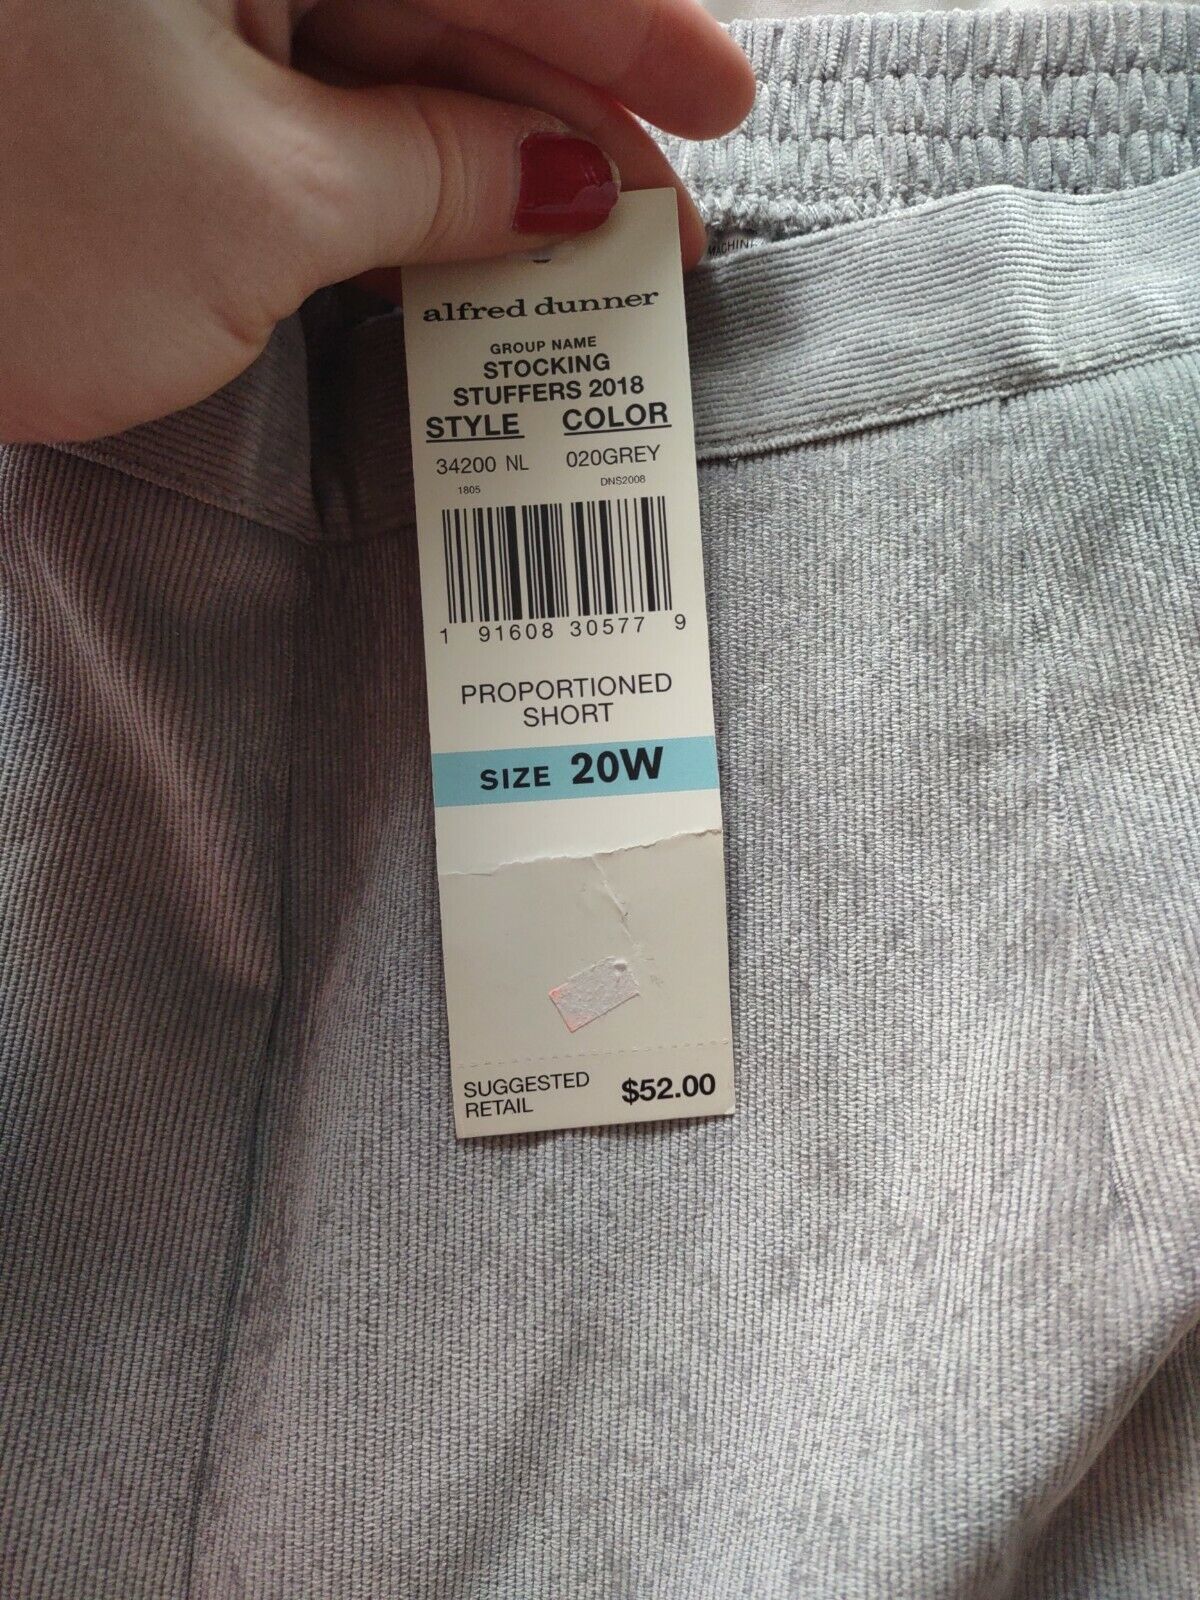 MACHINE
alfred dunner
GROUP NAME
STOCKING
STUFFERS 2018
STYLE COLOR
34200 NL 020GREY
1805 DNS2008
1 91608 30577 9
PROPORTIONED
SHORT
SIZE 20W
SUGGESTED
RETAIL $52.00